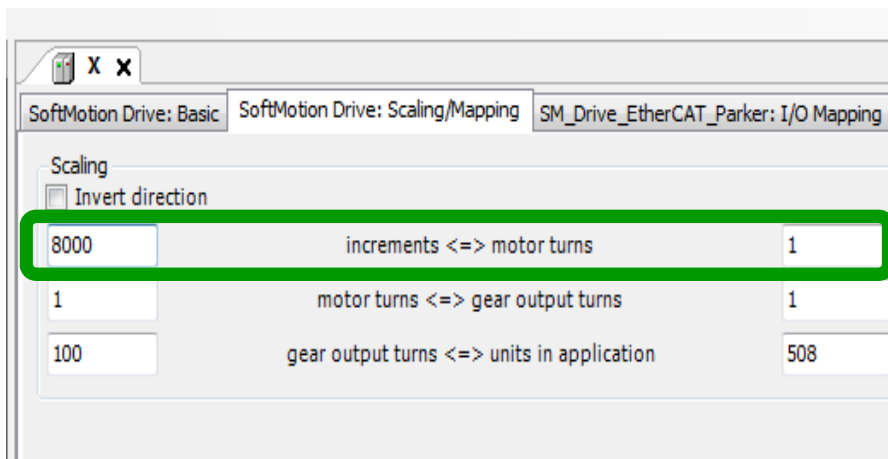 X x
SoftMotion Drive: Basic SoftMotion Drive: Scaling/Mapping SM_Drive_EtherCAT_Parker: I/O Mapping
Scaling
Invert direction
8000 increments <=> motor turns 1
1 motor turns <=> gear output turns 1
100 gear output turns <=> units in application 508